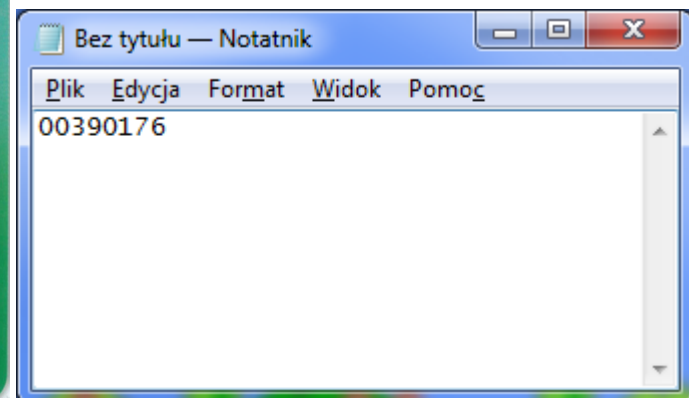 Bez tytułu — Notatnik
Plik Edycja Format Widok Pomoc
00390176